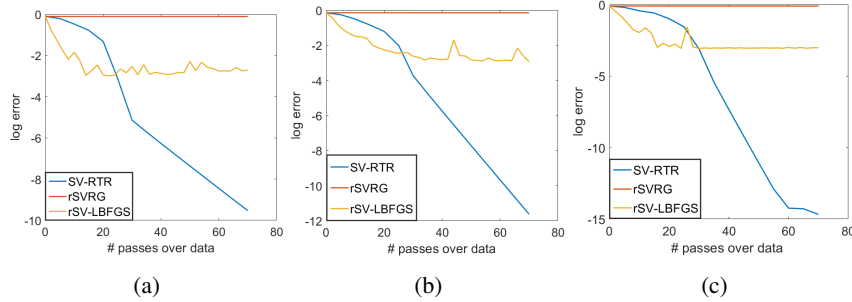 0
-2
-4
-6
-8
-10
log error
SV-RTR
rSVRG
rSV-LBFGS
0 20 40 60 80
# passes over data
(a)
0
-2
-4
-6
-8
-10
-12
log error
SV-RTR
rSVRG
rSV-LBFGS
0 20 40 60 80
# passes over data
(b)
0
-5
-10
-15
log error
SV-RTR
rSVRG
rSV-LBFGS
0 20 40 60 80
# passes over data
(c)